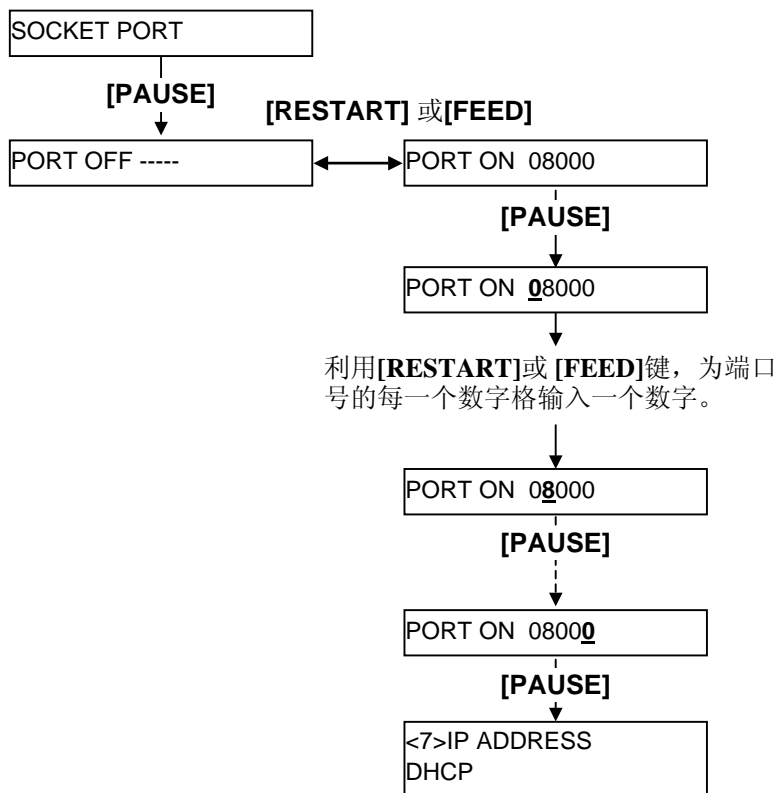 SOCKET PORT
[PAUSE]
[RESTART] 或[FEED]
PORT OFF -----
PORT ON 08000
[PAUSE]
PORT ON 08000
利用[RESTART]或 [FEED]键，为端口
号的每一个数字格输入一个数字。
PORT ON 08000
[PAUSE]
PORT ON 08000
[PAUSE]
<7>IP ADDRESS
DHCP